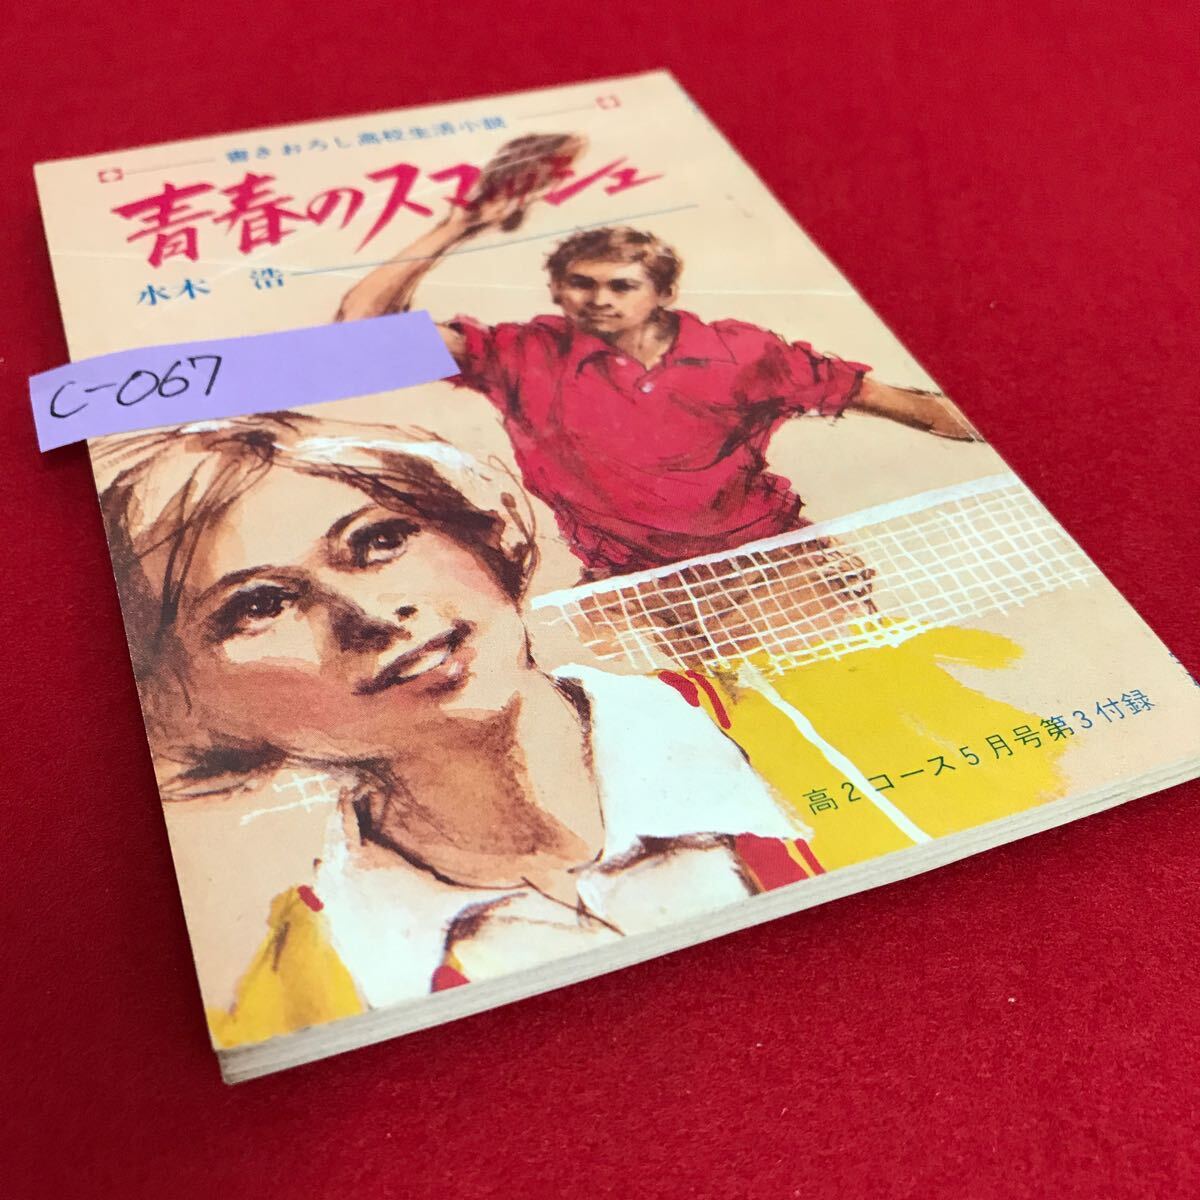 書きおろし高校生活小説
青春のスマッシュ
水木 浩
C-067
高2コース5月号第3付録